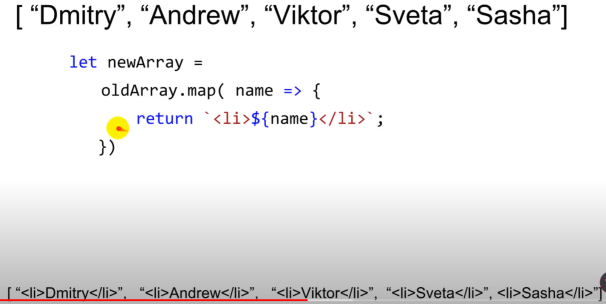 [ “Dmitry”, “Andrew”, “Viktor”, “Sveta”, “Sasha”]
let newArray =
oldArray.map( name => {
return `<li>${name}</li>`;
})
[ “<li>Dmitry</li>”, “<li>Andrew</li>”, “<li>Viktor</li>”, “<li>Sveta</li>”, <li>Sasha</li>”]